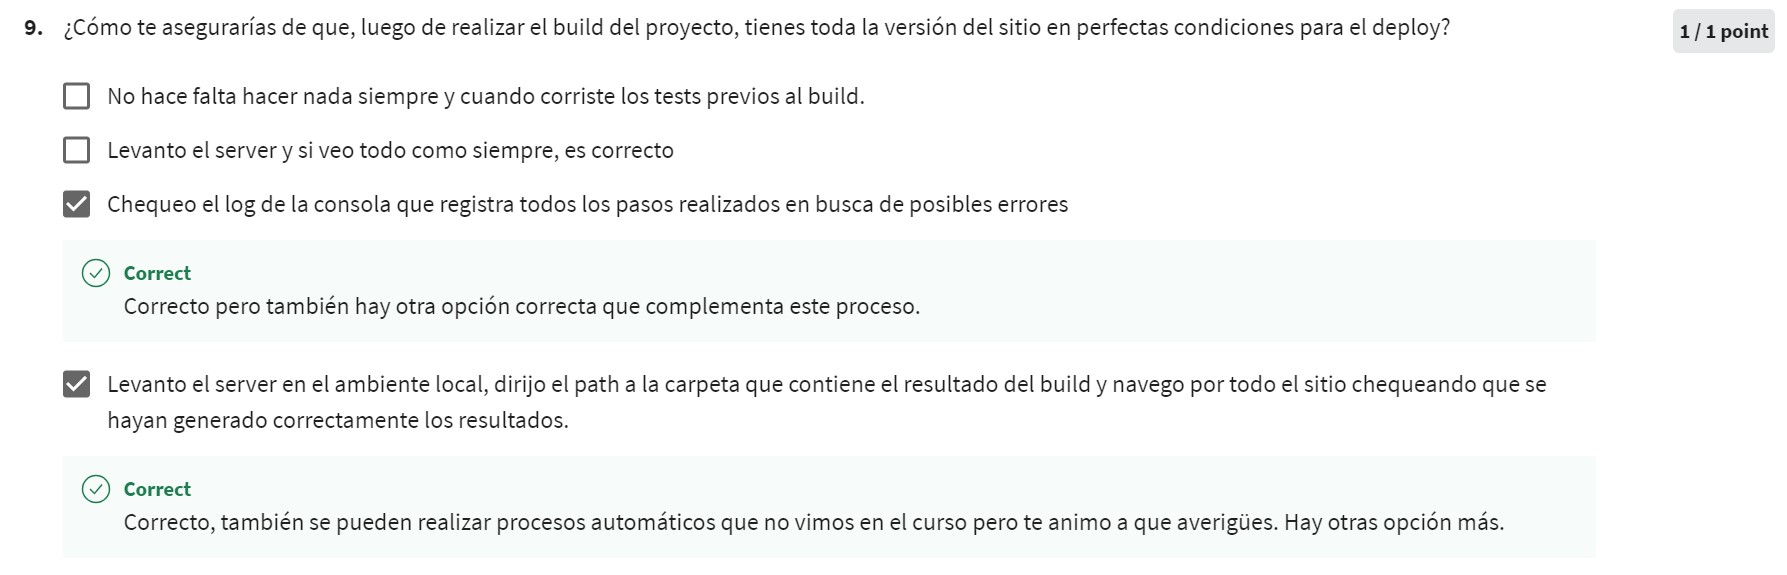 9. ¿Cómo te asegurarías de que, luego de realizar el build del proyecto, tienes toda la versión del sitio en perfectas condiciones para el deploy?
1 / 1 point
No hace falta hacer nada siempre y cuando corriste los tests previos al build.
Levanto el server y si veo todo como siempre, es correcto
Chequeo el log de la consola que registra todos los pasos realizados en busca de posibles errores
Correct
Correcto pero también hay otra opción correcta que complementa este proceso.
Levanto el server en el ambiente local, dirijo el path a la carpeta que contiene el resultado del build y navego por todo el sitio chequeando que se
hayan generado correctamente los resultados.
Correct
Correcto, también se pueden realizar procesos automáticos que no vimos en el curso pero te animo a que averigües. Hay otras opción más.